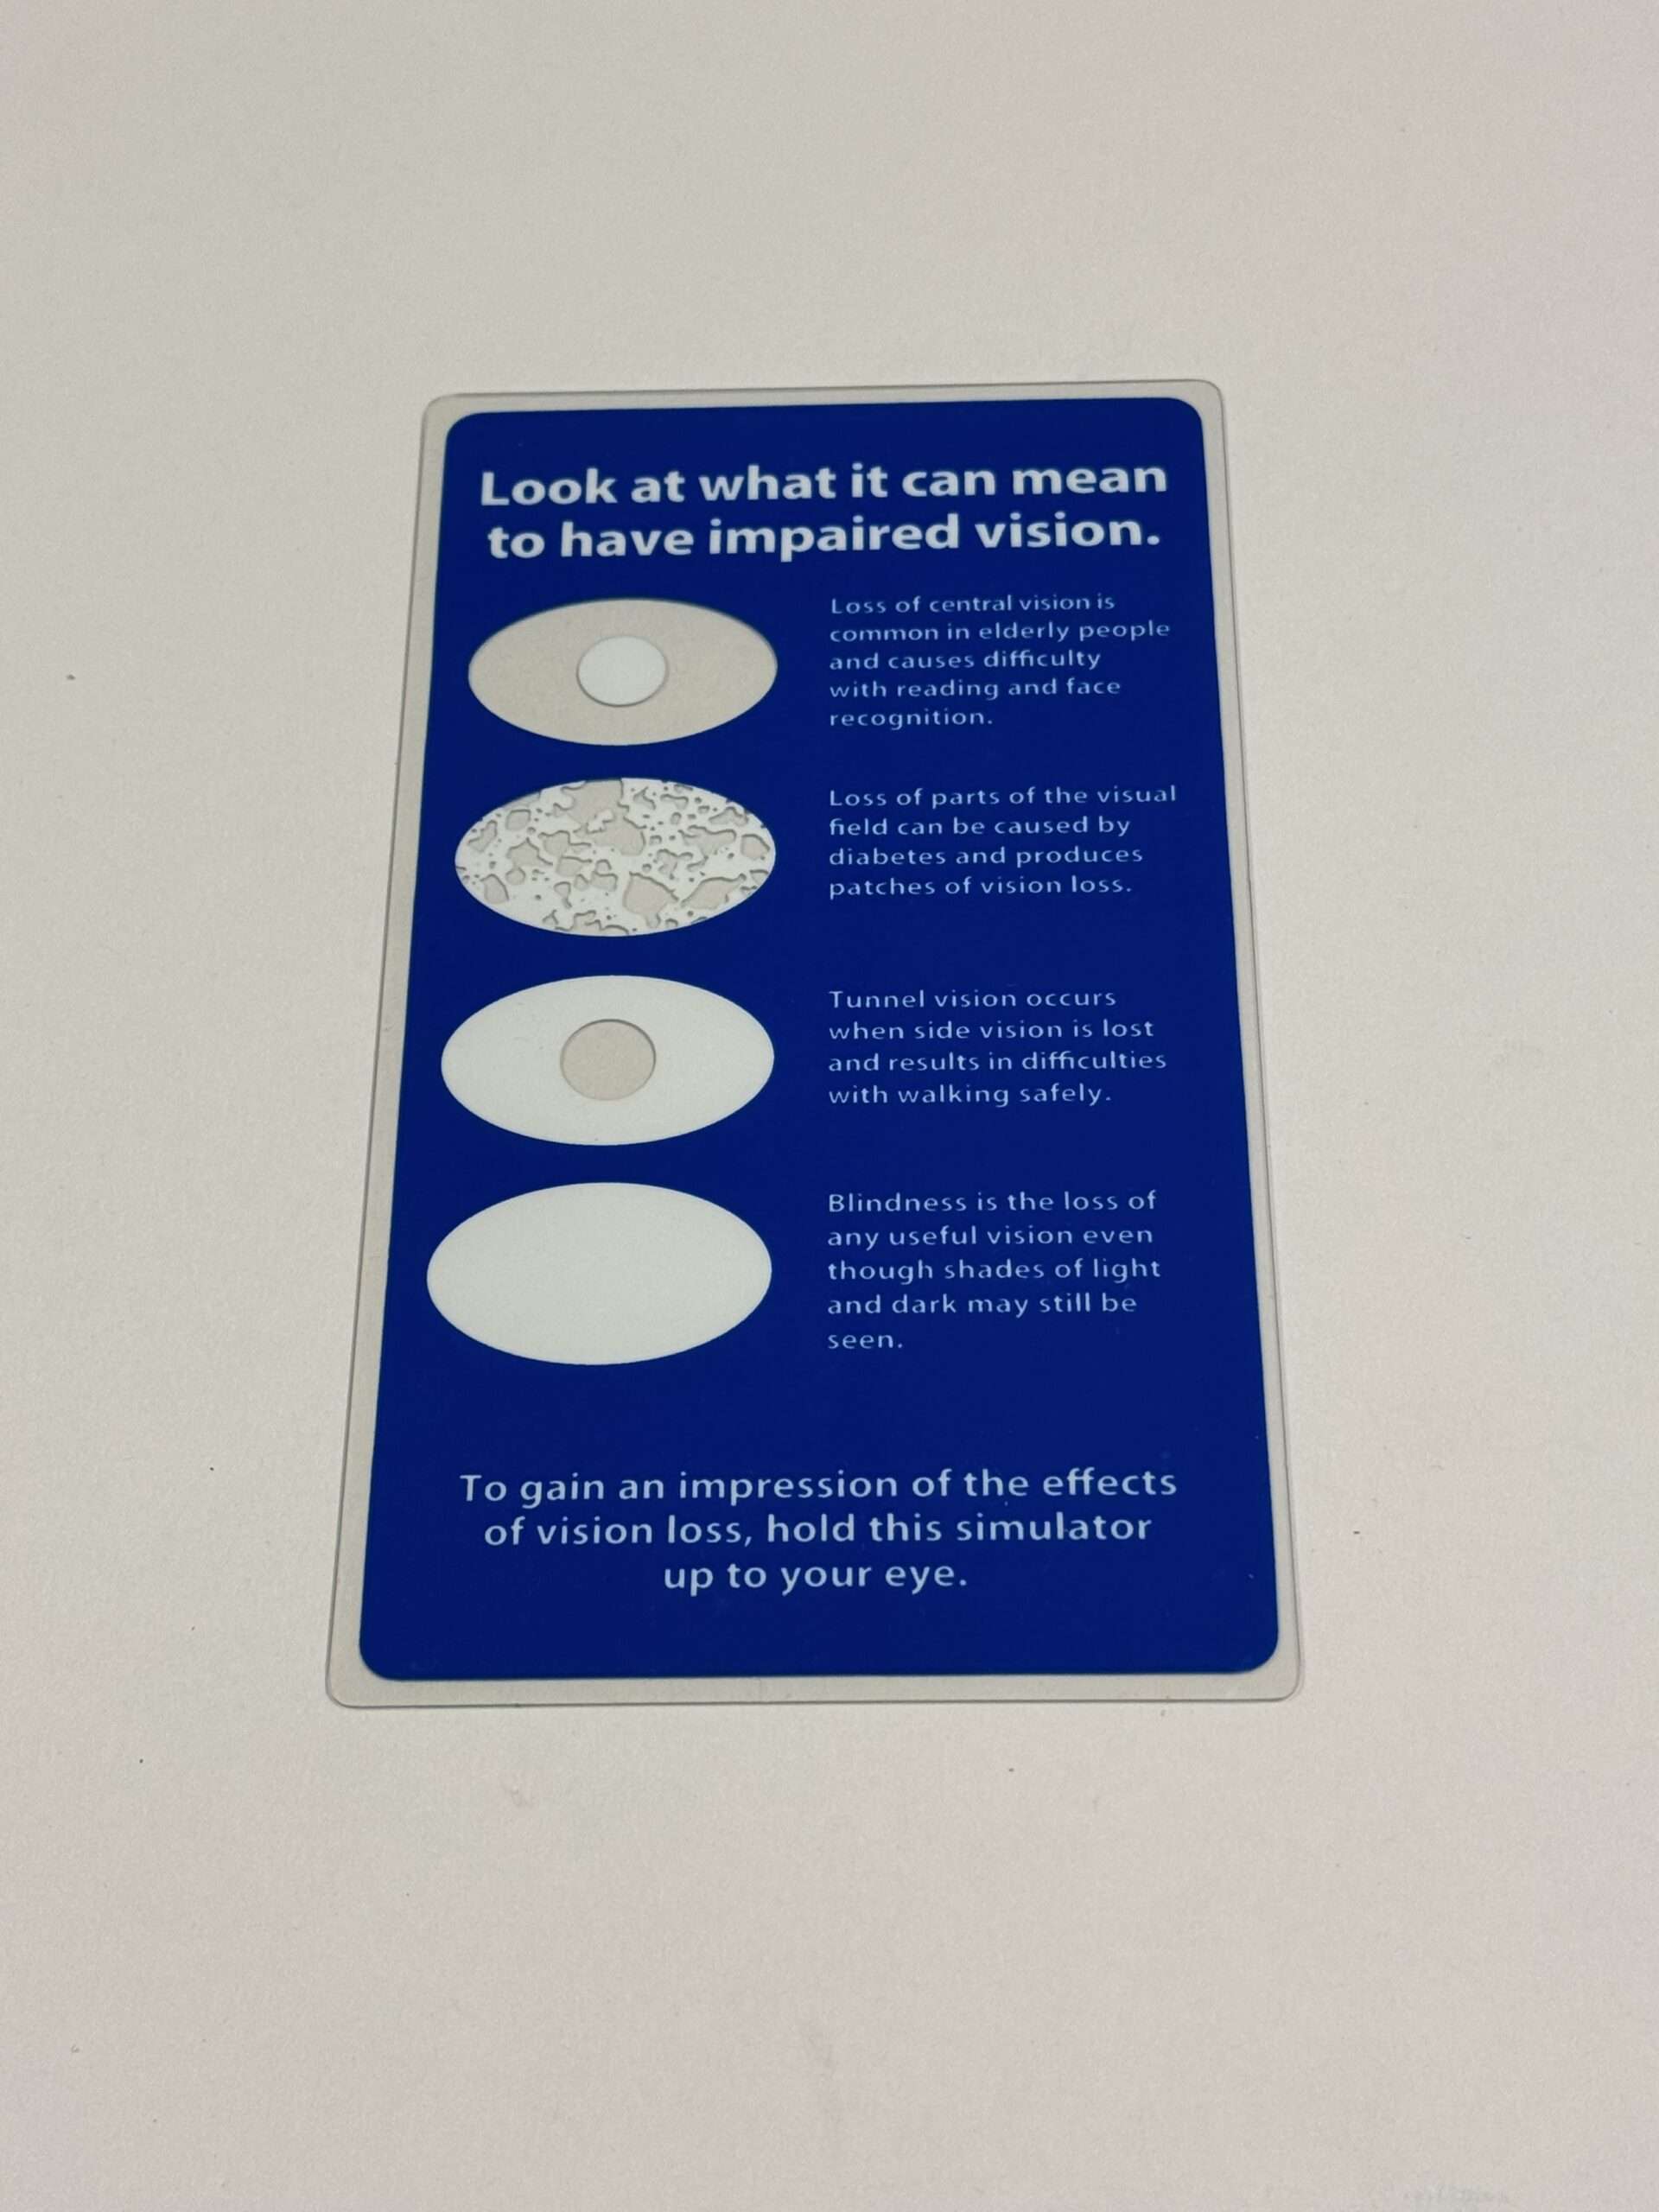 Look at what it can mean
to have impaired vision.
Loss of central vision is
common in elderly people
and causes difficulty
with reading and face
recognition.
Loss of parts of the visual
field can be caused by
diabetes and produces
patches of vision loss.
Tunnel vision occurs
when side vision is lost
and results in difficulties
with walking safely.
Blindness is the loss of
any useful vision even
though shades of light
and dark may still be
seen.
To gain an impression of the effects
of vision loss, hold this simulator
up to your eye.